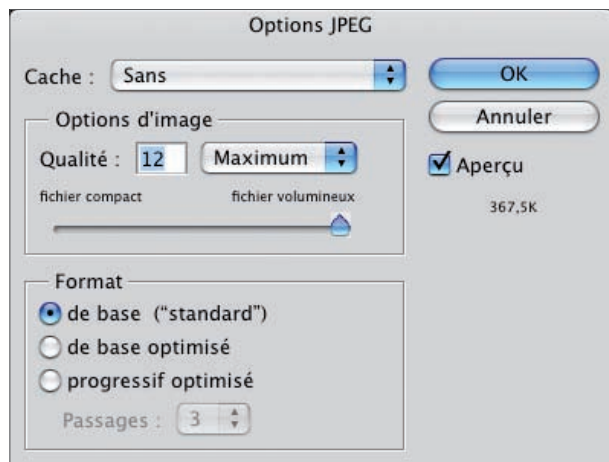 Options JPEG
Cache : Sans
OK
Annuler
Aperçu
367,5K
Options d'image
Qualité : 12 Maximum
fichier compact fichier volumineux
Format
de base (“standard”)
de base optimisé
progressif optimisé
Passages : 3